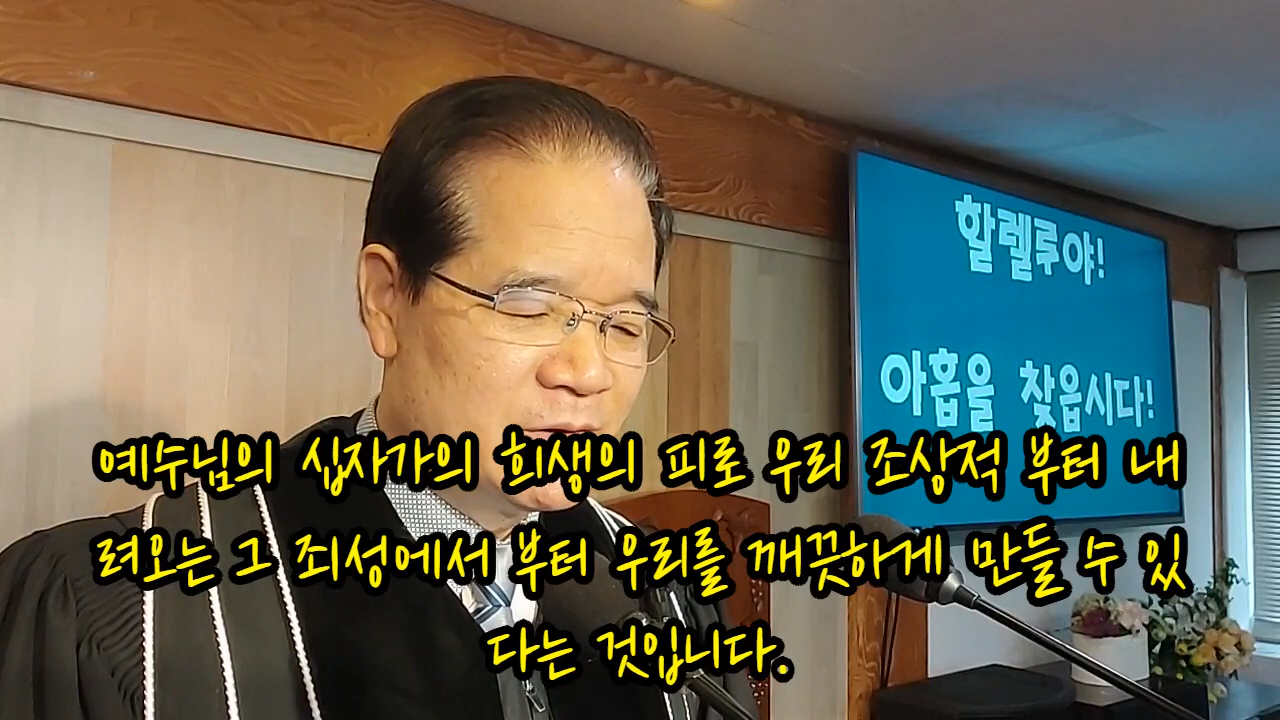 할렐루야!
아홉을 찾읍시다!
예수님의 십자가의 희생의 피로 우리 조상적 부터 내
려오는 그 죄성에서 부터 우리를 깨끗하게 만들 수 있
다는 것입니다.